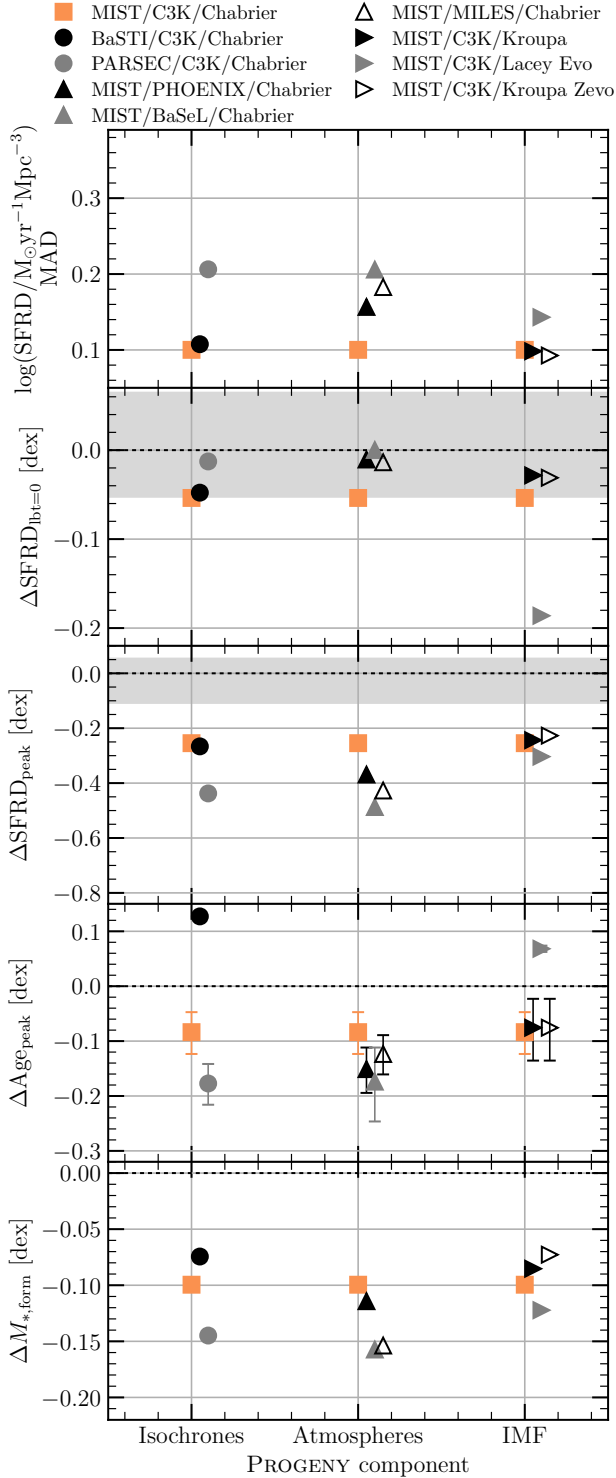 MIST/C3K/Chabrier
BaSTI/C3K/Chabrier
PARSEC/C3K/Chabrier
MIST/PHOENIX/Chabrier
MIST/BaSeL/Chabrier
MIST/MILES/Chabrier
MIST/C3K/Kroupa
MIST/C3K/Lacey Evo
MIST/C3K/Kroupa Zevo
log(SFRD/M⊙yr⁻¹Mpc⁻³)
MAD
0.3
0.2
0.1
ΔSFRD_lbt=0 [dex]
0.0
−0.1
−0.2
ΔSFRD_peak [dex]
0.0
−0.2
−0.4
−0.6
−0.8
ΔAge_peak [dex]
0.1
0.0
−0.1
−0.2
−0.3
ΔM_*,form [dex]
0.00
−0.05
−0.10
−0.15
−0.20
Isochrones Atmospheres IMF
PROGENY component